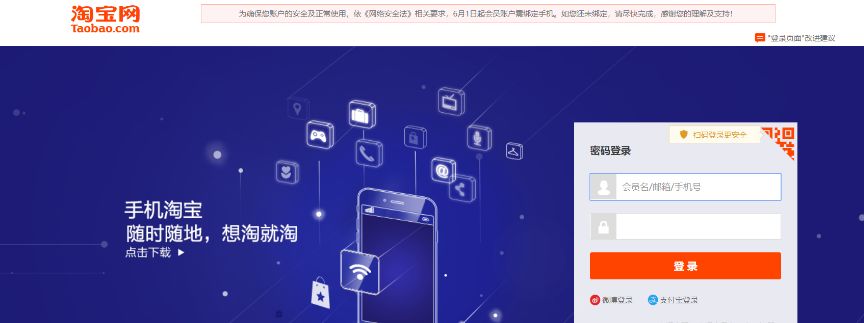 淘宝网
Taobao.com
为确保您账户的安全及正常使用，依《网络安全法》相关要求，6月1日起会员账户需绑定手机。如您还未绑定，请尽快完成，感谢您的理解及支持！
"登录页面"改进建议
扫码登录更安全
密码登录
会员名/邮箱/手机号
手机淘宝
随时随地，想淘就淘
点击下载
登录
微博登录
支付宝登录